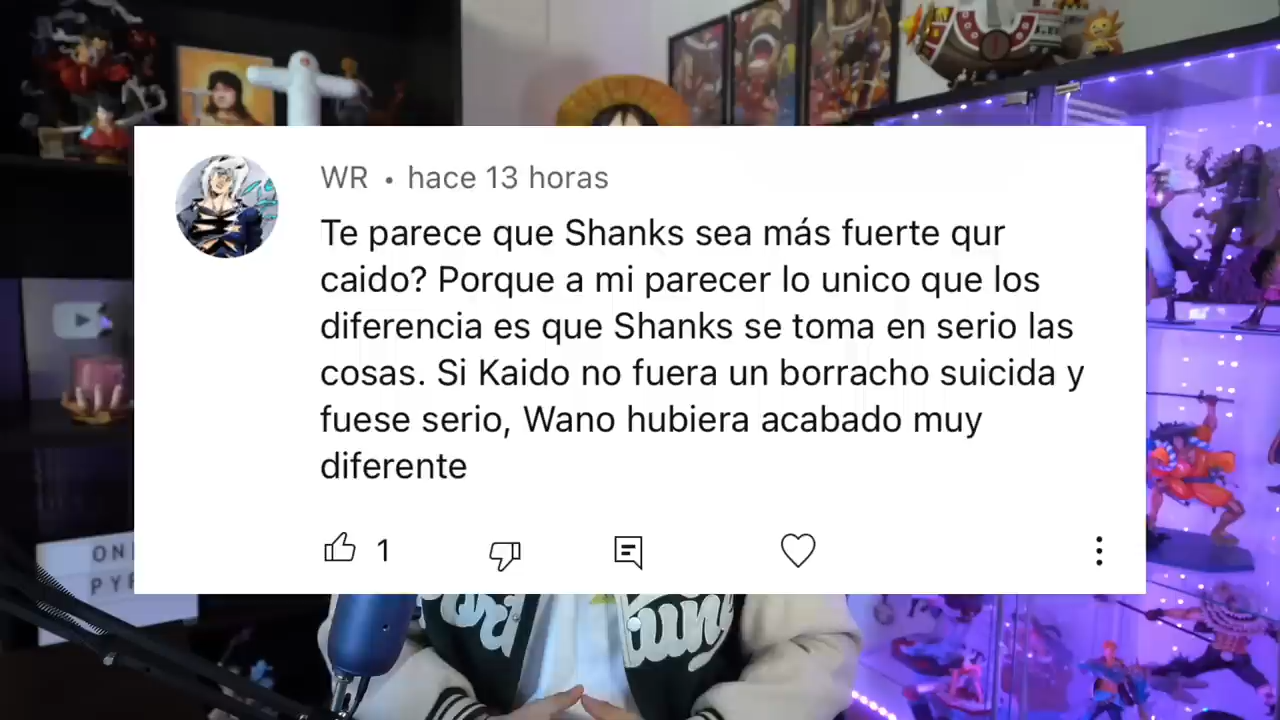 WR • hace 13 horas
Te parece que Shanks sea más fuerte qur
caido? Porque a mi parecer lo unico que los
diferencia es que Shanks se toma en serio las
cosas. Si Kaido no fuera un borracho suicida y
fuese serio, Wano hubiera acabado muy
diferente
1
ON
PY